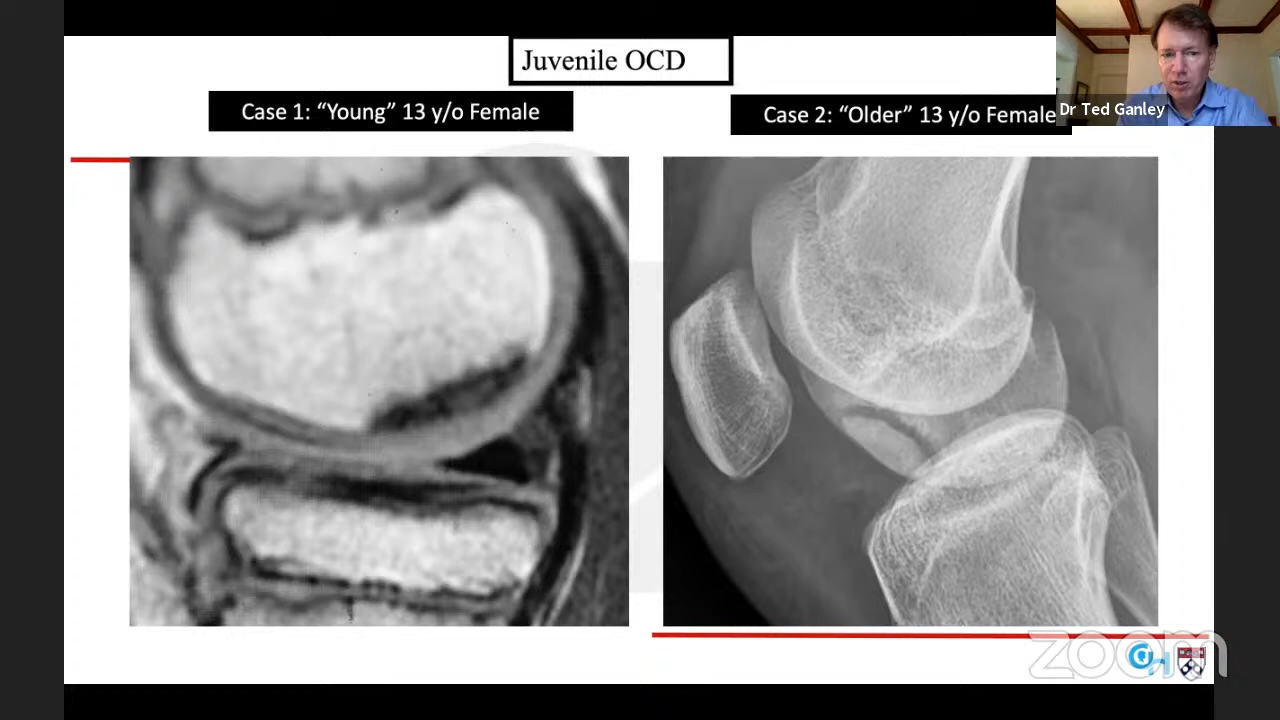 Juvenile OCD
Case 1: “Young” 13 y/o Female
Case 2: “Older” 13 y/o Female
Dr Ted Ganley
zoom